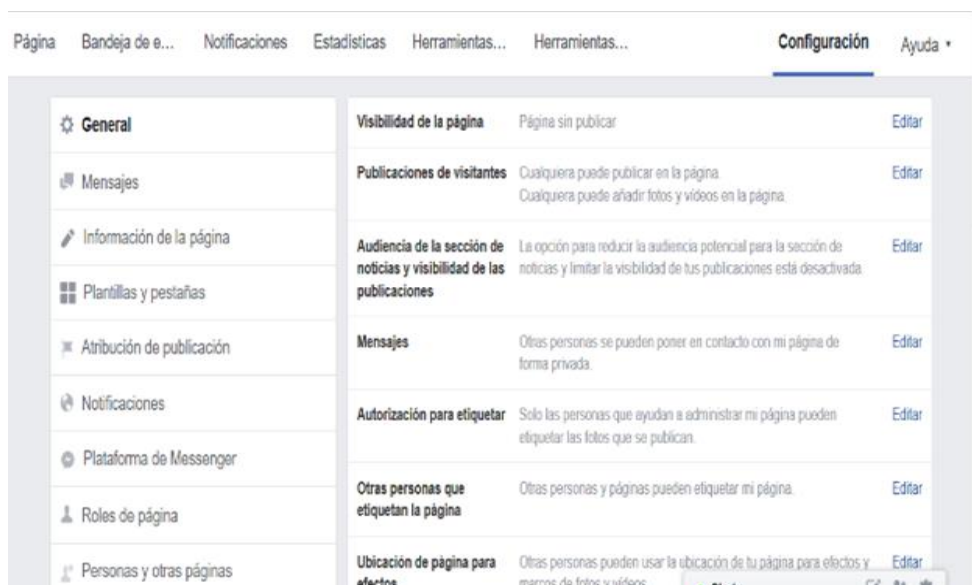 Página Bandeja de e... Notificaciones Estadísticas Herramientas... Herramientas... Configuración Ayuda
General
Mensajes
Información de la página
Plantillas y pestañas
Atribución de publicación
Notificaciones
Plataforma de Messenger
Roles de página
Personas y otras páginas
Visibilidad de la página Página sin publicar Editar
Publicaciones de visitantes Cualquiera puede publicar en la página. Editar
Cualquiera puede añadir fotos y vídeos en la página.
Audiencia de la sección de La opción para reducir la audiencia potencial para la sección de Editar
noticias y visibilidad de las noticias y limitar la visibilidad de tus publicaciones está desactivada.
publicaciones
Mensajes Otras personas se pueden poner en contacto con mi página de Editar
forma privada.
Autorización para etiquetar Solo las personas que ayudan a administrar mi página pueden Editar
etiquetar las fotos que se publican.
Otras personas que Otras personas y páginas pueden etiquetar mi página. Editar
etiquetan la página
Ubicación de página para Otras personas pueden usar la ubicación de tu página para efectos y Editar
efectos marcos de fotos y vídeos.